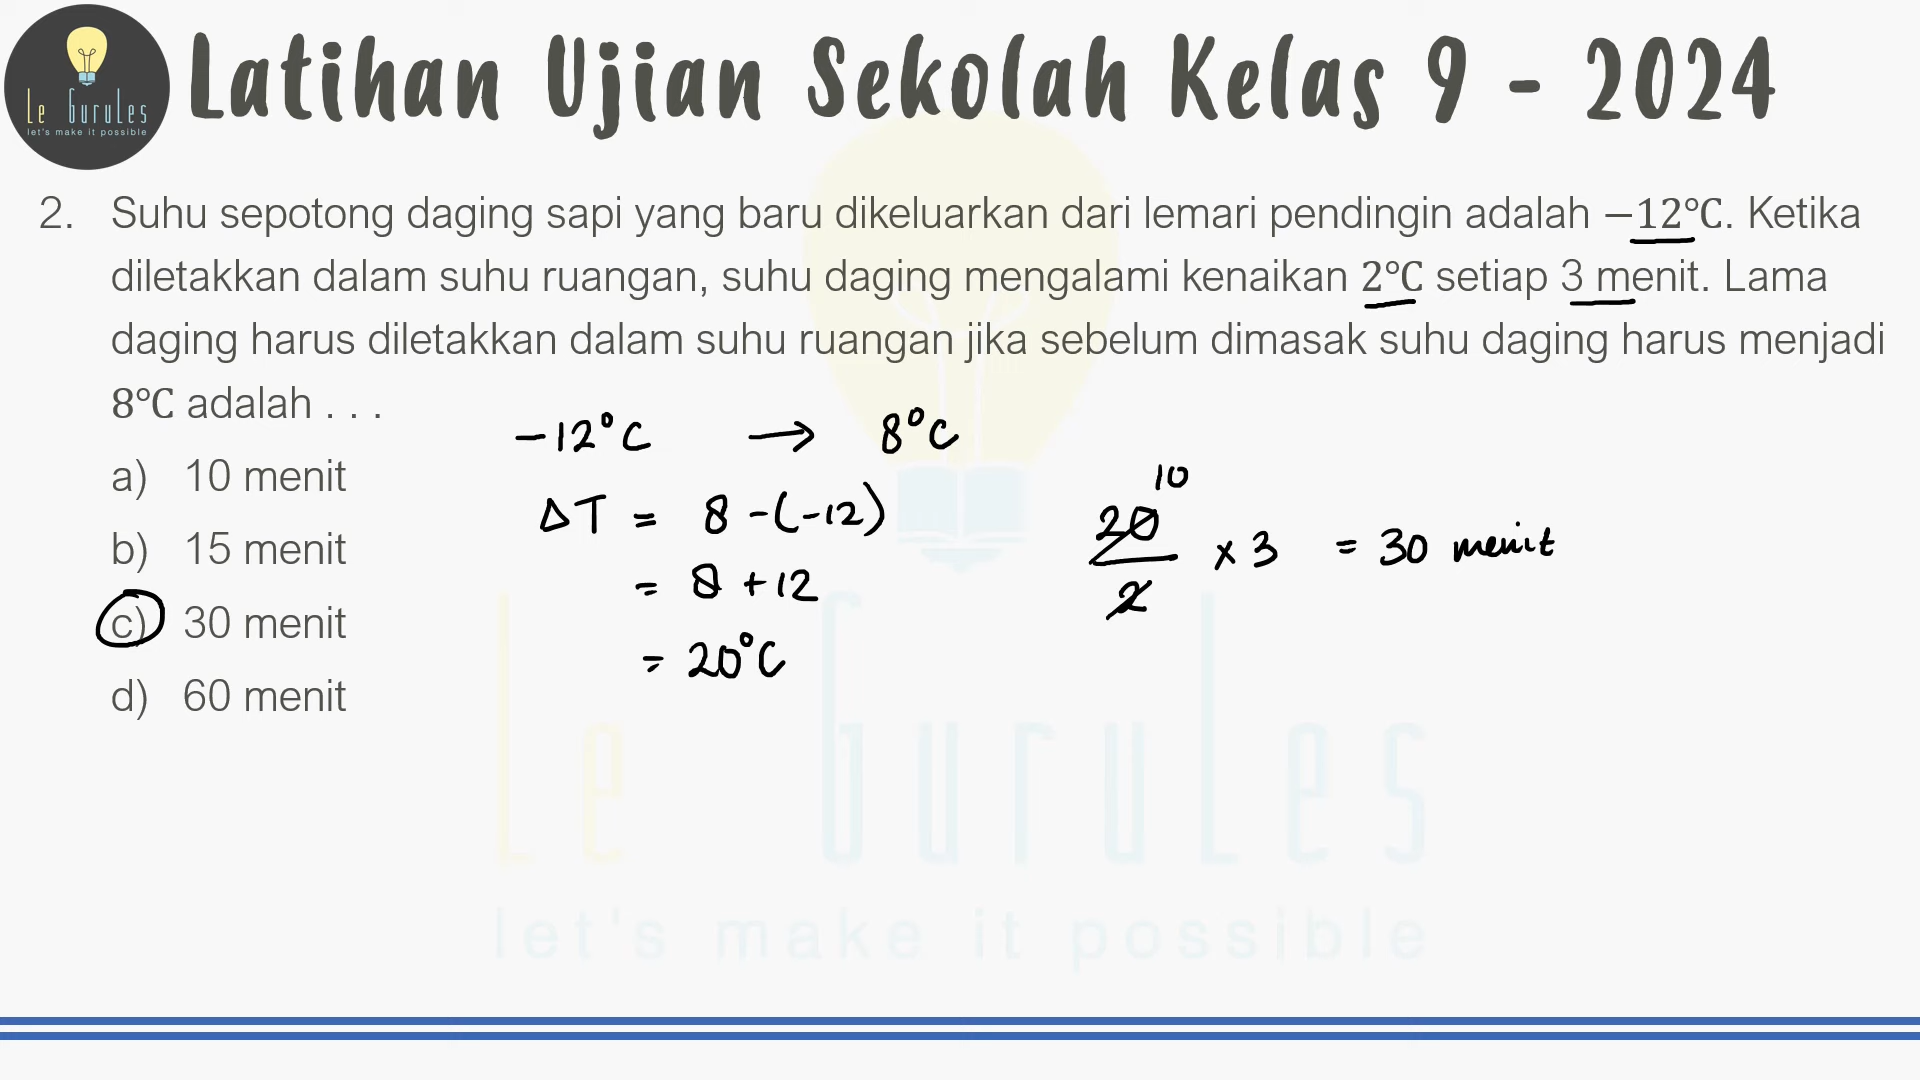 Le GuruLes
let's make it possible
Latihan Ujian Sekolah Kelas 9 - 2024
2. Suhu sepotong daging sapi yang baru dikeluarkan dari lemari pendingin adalah −12°C. Ketika
diletakkan dalam suhu ruangan, suhu daging mengalami kenaikan 2°C setiap 3 menit. Lama
daging harus diletakkan dalam suhu ruangan jika sebelum dimasak suhu daging harus menjadi
8°C adalah . . .
a) 10 menit
b) 15 menit
c) 30 menit
d) 60 menit
-12°C → 8°C
ΔT = 8 -(-12)
= 8 + 12
= 20°C
10
20/2 × 3 = 30 menit
Le GuruLes
let's make it possible